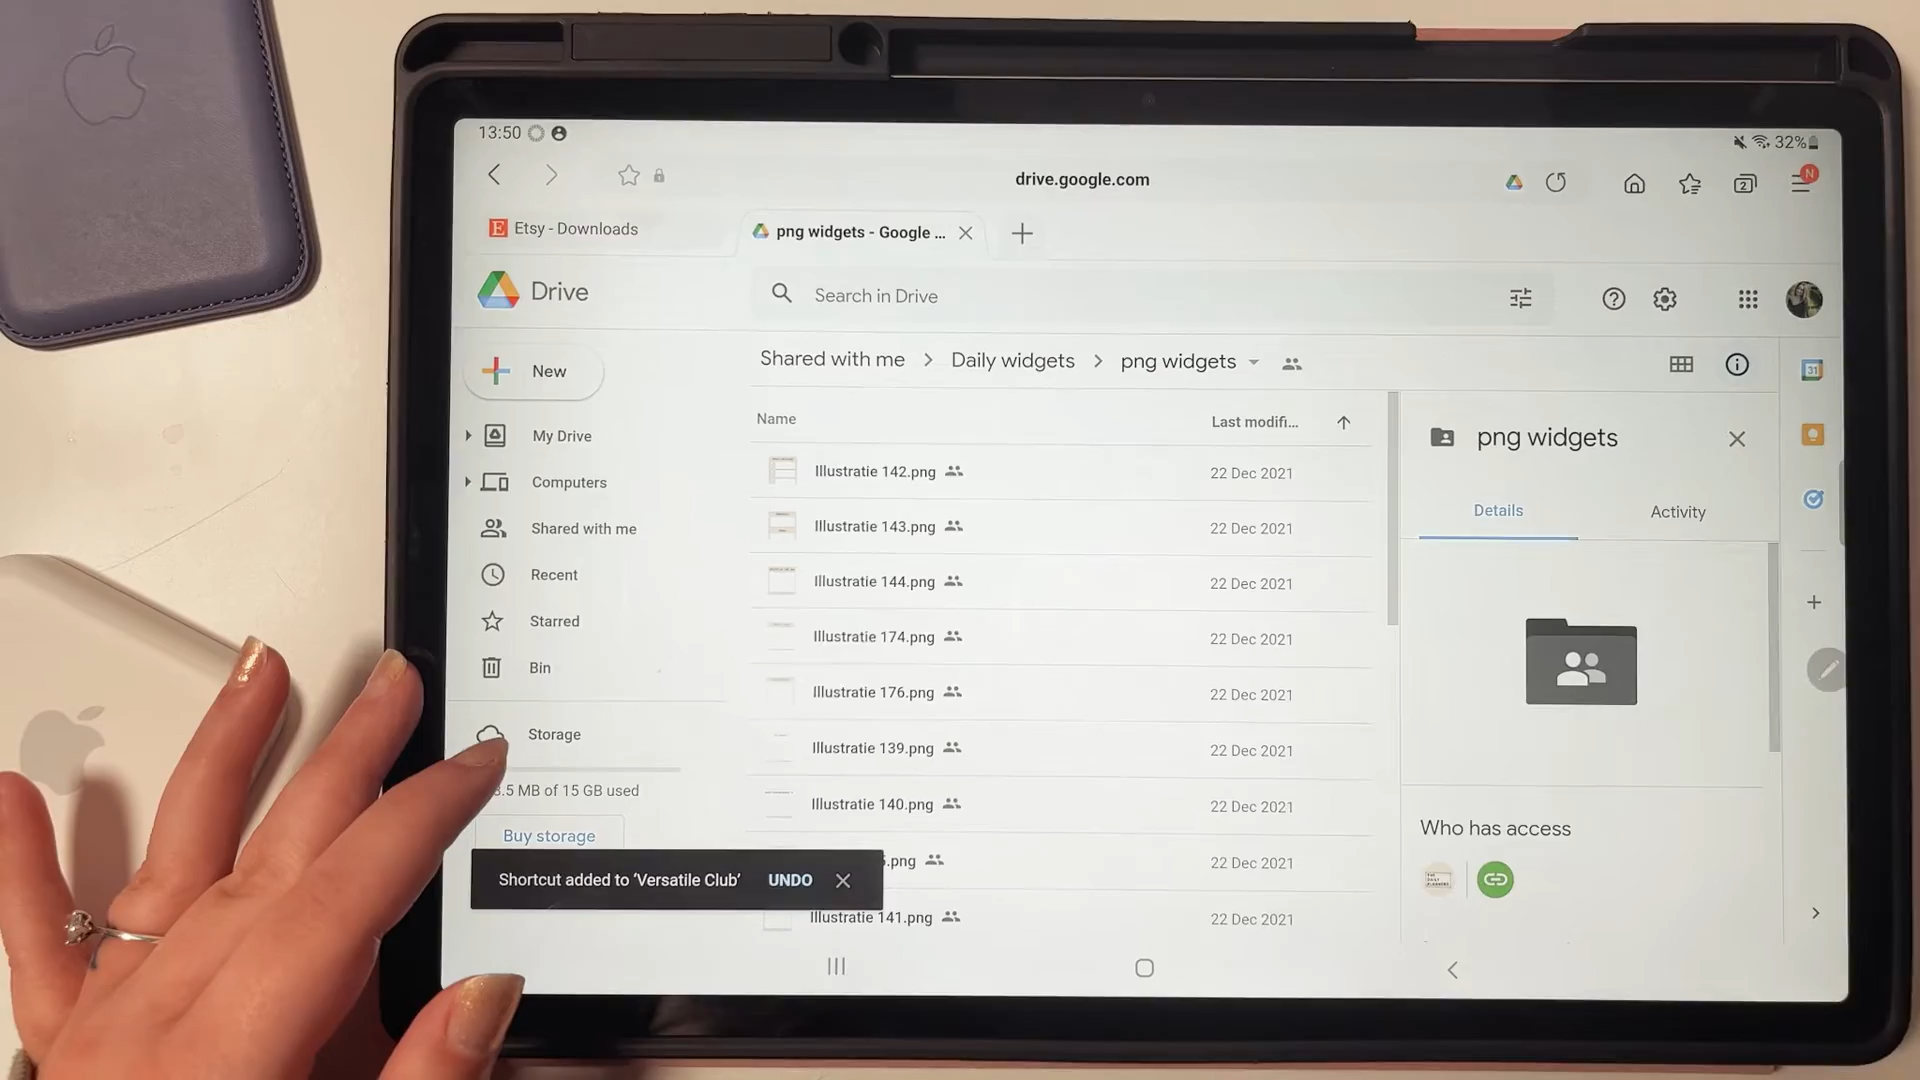 13:50
32%
drive.google.com
N
2
E Etsy - Downloads
png widgets - Google ...
Drive
Search in Drive
New
Shared with me
Daily widgets
png widgets
31
My Drive
Computers
Shared with me
Recent
Starred
Bin
Storage
.5 MB of 15 GB used
Buy storage
Name
Last modifi...
Illustratie 142.png
22 Dec 2021
Illustratie 143.png
22 Dec 2021
Illustratie 144.png
22 Dec 2021
Illustratie 174.png
22 Dec 2021
Illustratie 176.png
22 Dec 2021
Illustratie 139.png
22 Dec 2021
Illustratie 140.png
22 Dec 2021
.png
22 Dec 2021
Illustratie 141.png
22 Dec 2021
Shortcut added to ‘Versatile Club’
UNDO
png widgets
Details
Activity
Who has access